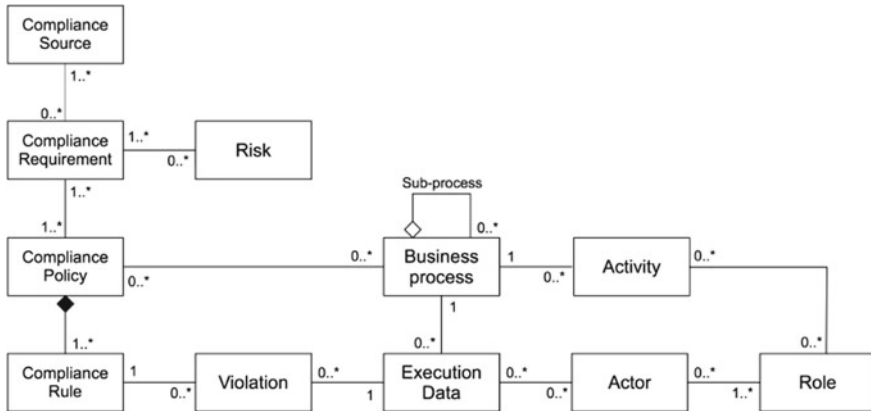 Compliance
Source
1..*
0..*
Compliance
Requirement
1..*
0..*
Risk
1..*
1..*
Sub-process
0..*
Compliance
Policy
0..*
0..*
Business
process
1
0..*
Activity
0..*
1
1..*
0..*
0..*
Compliance
Rule
1
0..*
Violation
0..*
1
Execution
Data
0..*
0..*
Actor
0..*
1..*
Role